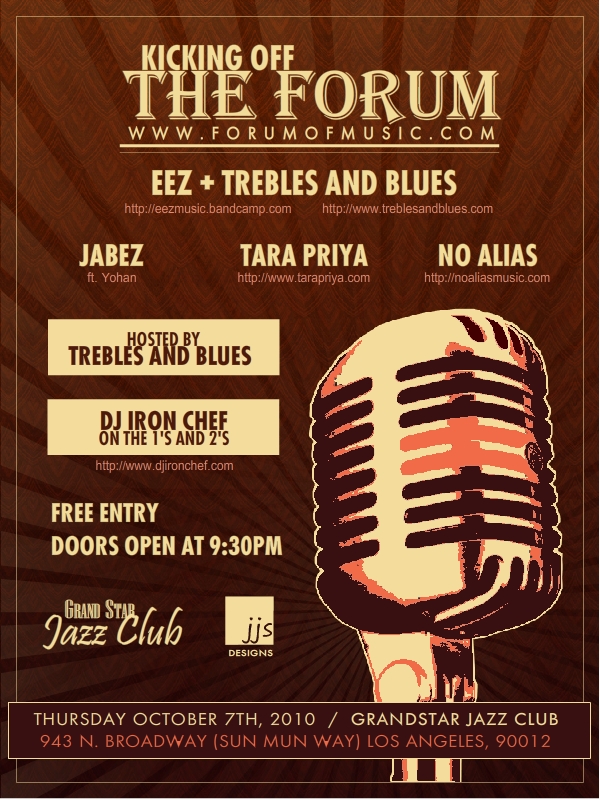 KICKING OFF
THE FORUM
WWW.FORUMOFMUSIC.COM
EEZ + TREBLES AND BLUES
http://eezmusic.bandcamp.com http://www.treblesandblues.com
JABEZ TARA PRIYA NO ALIAS
ft. Yohan http://www.tarapriya.com http://noaliasmusic.com
HOSTED BY
TREBLES AND BLUES
DJ IRON CHEF
ON THE 1'S AND 2'S
http://www.djironchef.com
FREE ENTRY
DOORS OPEN AT 9:30PM
GRAND STAR
Jazz Club
jjs
DESIGNS
THURSDAY OCTOBER 7TH, 2010 / GRANDSTAR JAZZ CLUB
943 N. BROADWAY (SUN MUN WAY) LOS ANGELES, 90012